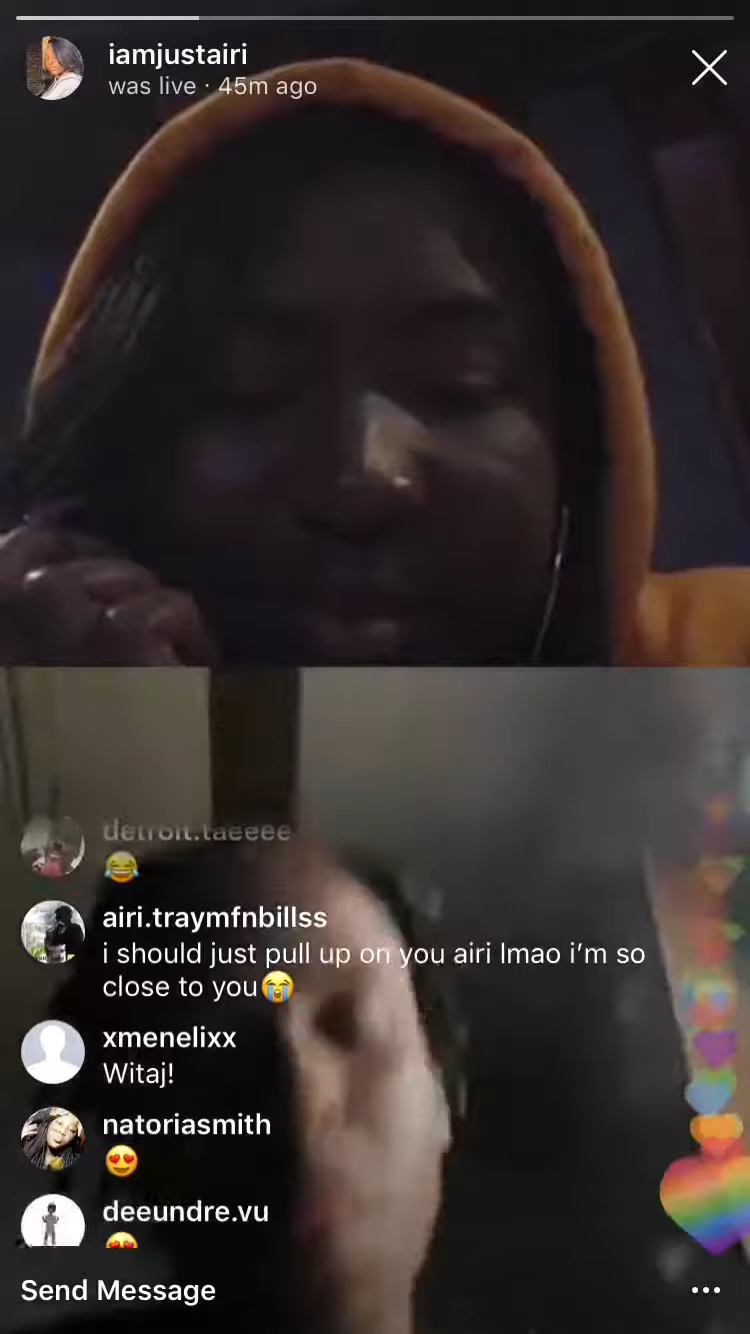 iamjustairi
was live · 45m ago
detroit.taeeee
😂
airi.traymfnbillss
i should just pull up on you airi lmao i’m so
close to you😭
xmenelixx
Witaj!
natoriasmith
😍
deeundre.vu
😍
Send Message